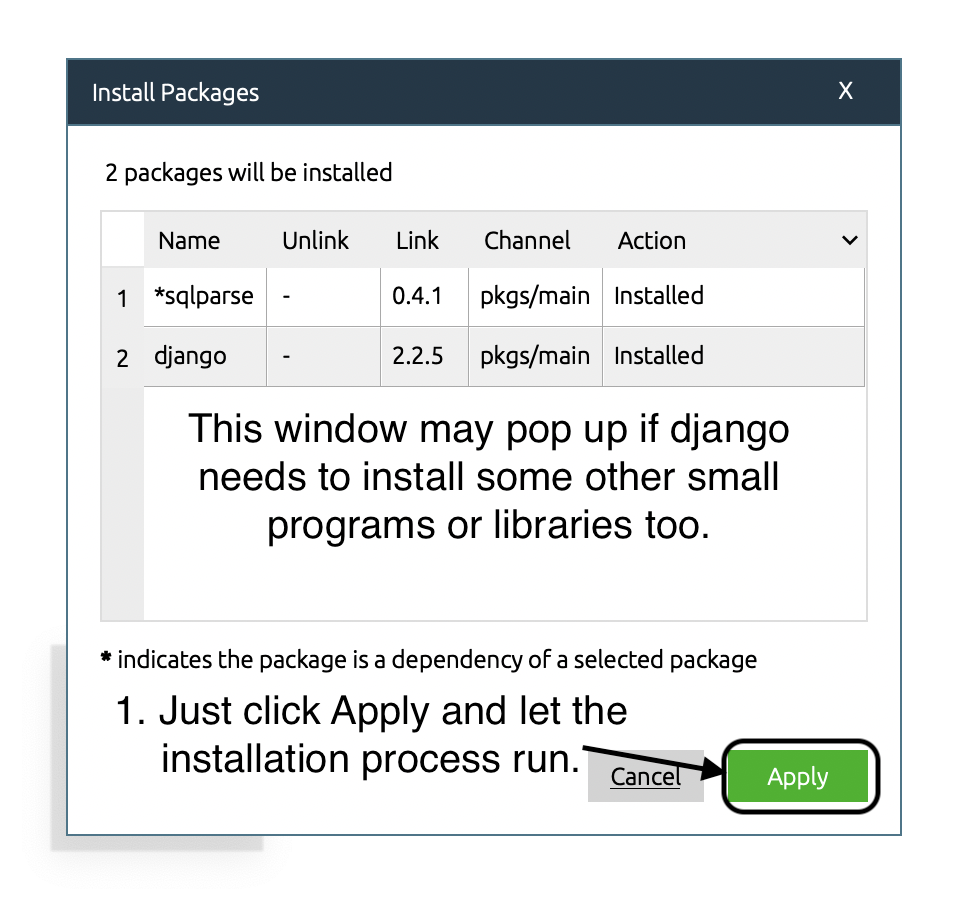 Install Packages X
2 packages will be installed
Name Unlink Link Channel Action
1 *sqlparse - 0.4.1 pkgs/main Installed
2 django - 2.2.5 pkgs/main Installed
This window may pop up if django
needs to install some other small
programs or libraries too.
* indicates the package is a dependency of a selected package
1. Just click Apply and let the
installation process run.
Cancel Apply